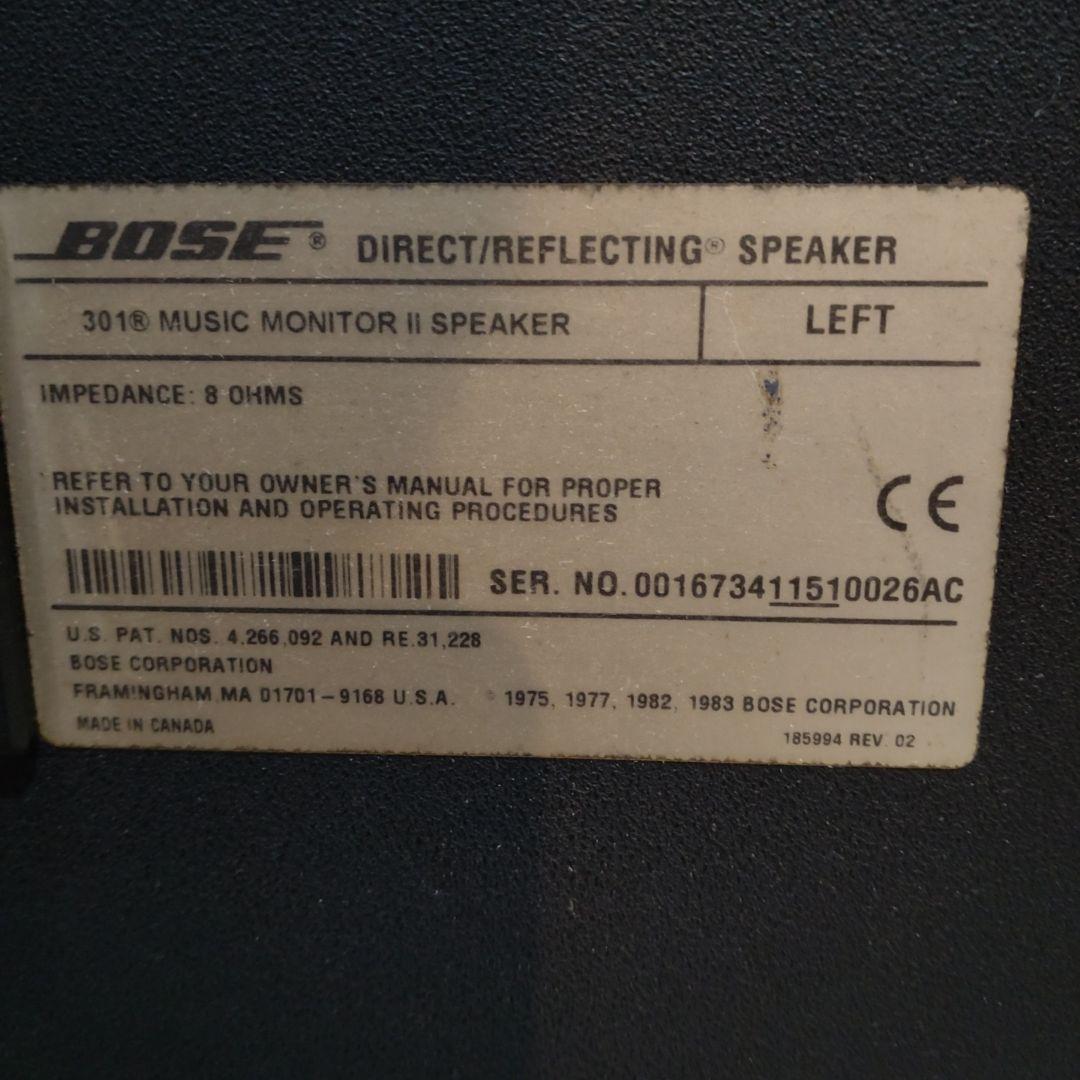 BOSE® DIRECT/REFLECTING® SPEAKER
301® MUSIC MONITOR II SPEAKER LEFT
IMPEDANCE: 8 OHMS
REFER TO YOUR OWNER'S MANUAL FOR PROPER
INSTALLATION AND OPERATING PROCEDURES
CE
SER. NO. 001673411510026AC
U.S. PAT. NOS. 4,266,092 AND RE.31,228
BOSE CORPORATION
FRAMINGHAM MA 01701-9168 U.S.A. © 1975, 1977, 1982, 1983 BOSE CORPORATION
MADE IN CANADA
185994 REV. 02